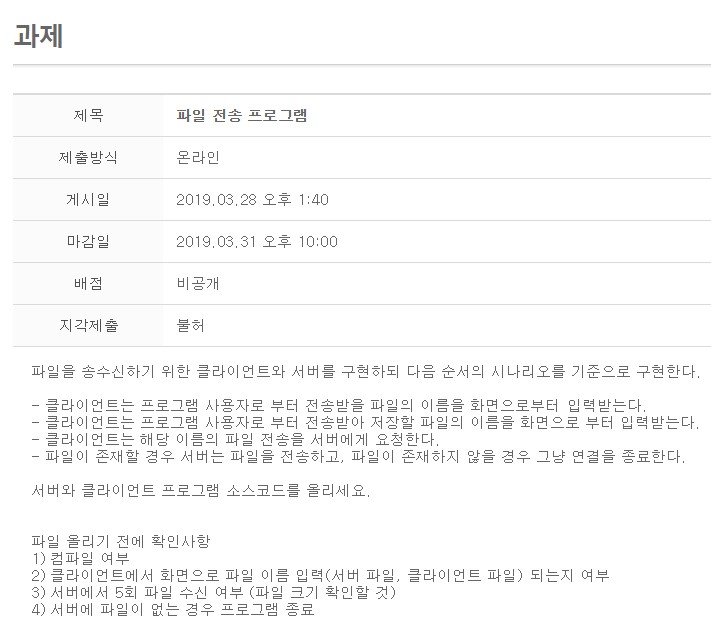 과제
제목 파일 전송 프로그램
제출방식 온라인
게시일 2019.03.28 오후 1:40
마감일 2019.03.31 오후 10:00
배점 비공개
지각제출 불허
파일을 송수신하기 위한 클라이언트와 서버를 구현하되 다음 순서의 시나리오를 기준으로 구현한다.
- 클라이언트는 프로그램 사용자로 부터 전송받을 파일의 이름을 화면으로부터 입력받는다.
- 클라이언트는 프로그램 사용자로 부터 전송받아 저장할 파일의 이름을 화면으로 부터 입력받는다.
- 클라이언트는 해당 이름의 파일 전송을 서버에게 요청한다.
- 파일이 존재할 경우 서버는 파일을 전송하고, 파일이 존재하지 않을 경우 그냥 연결을 종료한다.
서버와 클라이언트 프로그램 소스코드를 올리세요.
파일 올리기 전에 확인사항
1) 컴파일 여부
2) 클라이언트에서 화면으로 파일 이름 입력(서버 파일, 클라이언트 파일) 되는지 여부
3) 서버에서 5회 파일 수신 여부 (파일 크기 확인할 것)
4) 서버에 파일이 없는 경우 프로그램 종료